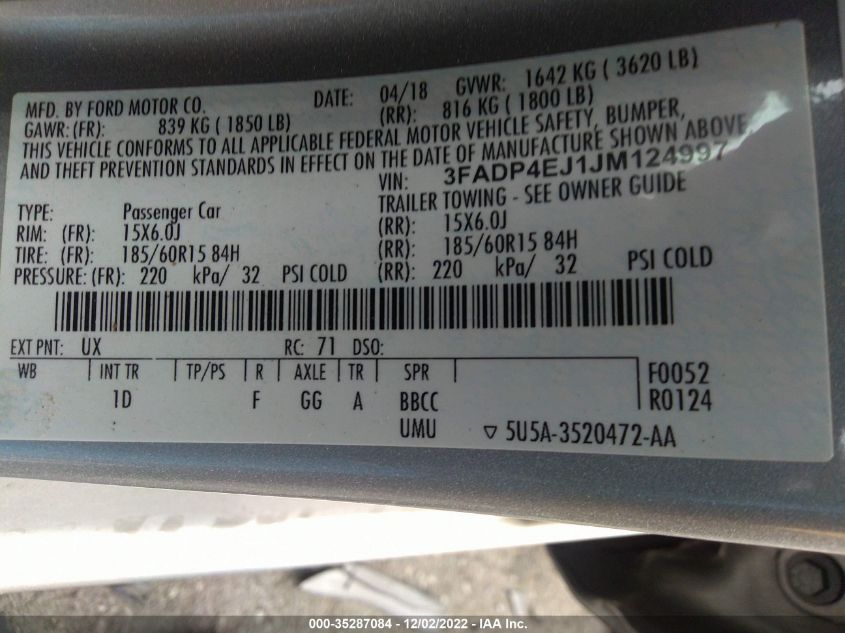 MFD. BY FORD MOTOR CO. DATE: 04/18 GVWR: 1642 KG ( 3620 LB)
GAWR: (FR): 839 KG ( 1850 LB) (RR): 816 KG ( 1800 LB)
THIS VEHICLE CONFORMS TO ALL APPLICABLE FEDERAL MOTOR VEHICLE SAFETY, BUMPER,
AND THEFT PREVENTION STANDARDS IN EFFECT ON THE DATE OF MANUFACTURE SHOWN ABOVE.
VIN: 3FADP4EJ1JM124997
TRAILER TOWING - SEE OWNER GUIDE
TYPE: Passenger Car
RIM: (FR): 15X6.0J (RR): 15X6.0J
TIRE: (FR): 185/60R15 84H (RR): 185/60R15 84H
PRESSURE: (FR): 220 kPa/ 32 PSI COLD (RR): 220 kPa/ 32 PSI COLD
EXT PNT: UX RC: 71 DSO:
WB INT TR TP/PS R AXLE TR SPR F0052
1D F GG A BBCC R0124
UMU ▽ 5U5A-3520472-AA
000-35287084 - 12/02/2022 - ©IAA, Inc.